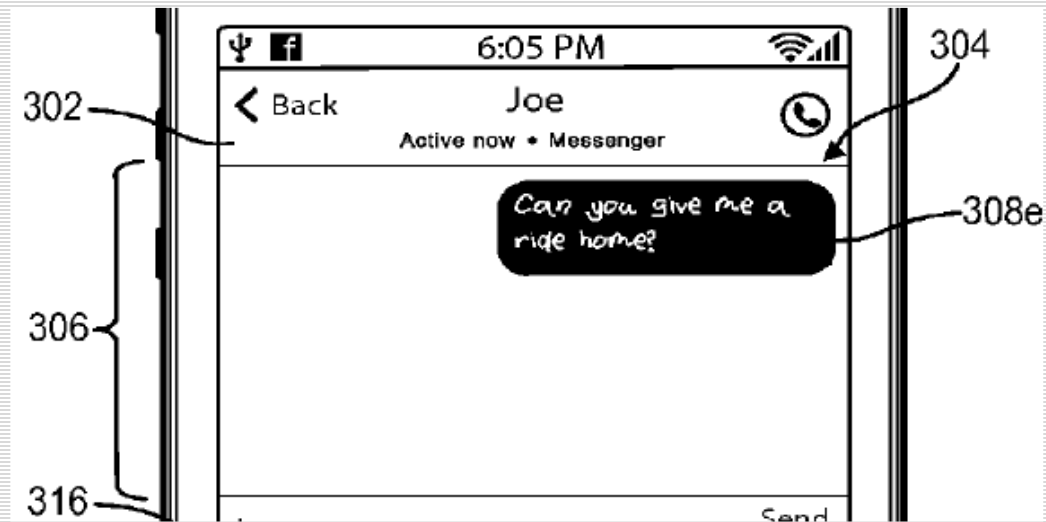 6:05 PM
304
302
Back
Joe
Active now • Messenger
Can you give me a
ride home?
308e
306
316
Send